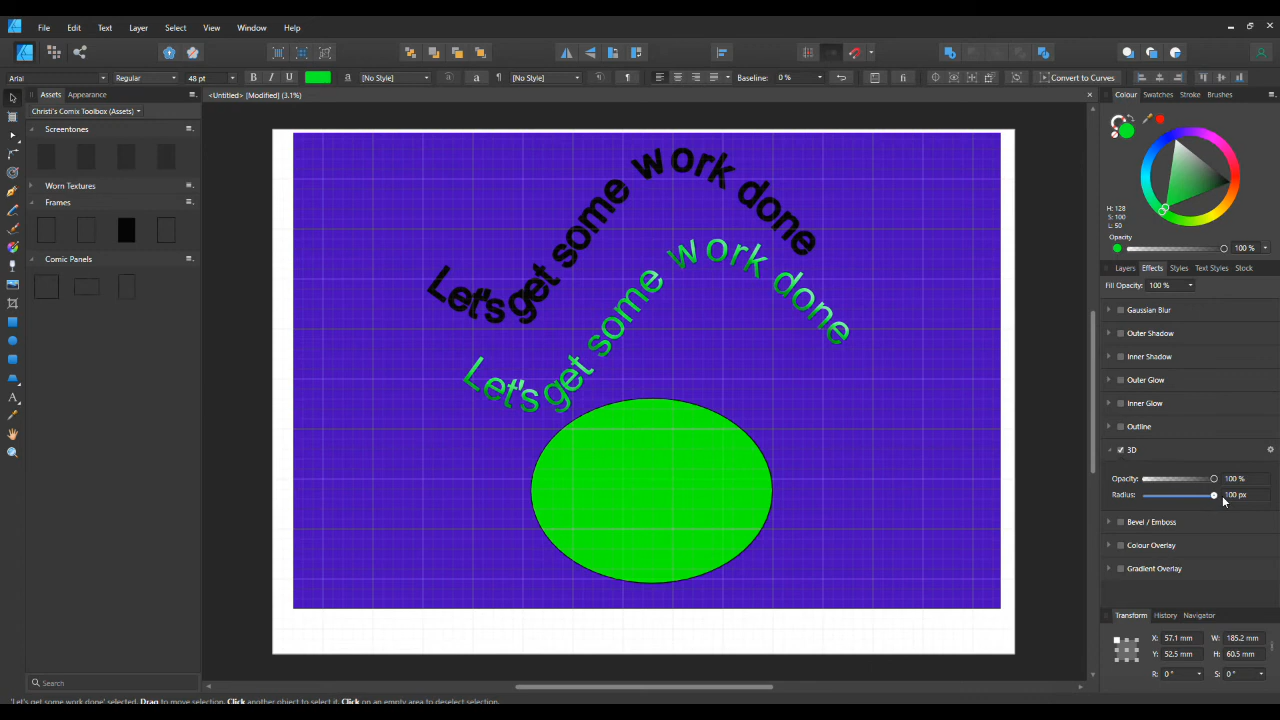 File Edit Text Layer Select View Window Help
Arial Regular 48 pt B I U a [No Style] a a ¶ [No Style] ¶ ¶ Baseline: 0 % fi Convert to Curves
Assets Appearance
<Untitled> [Modified] (3.1%)
Colour Swatches Stroke Brushes
Christi's Comix Toolbox (Assets)
Screentones
Worn Textures
Frames
Comic Panels
Let's get some work done
Let's get some work done
H: 128
S: 100
L: 50
Opacity
100 %
Layers Effects Styles Text Styles Stock
Fill Opacity: 100 %
Gaussian Blur
Outer Shadow
Inner Shadow
Outer Glow
Inner Glow
Outline
3D
Opacity: 100 %
Radius: 100 px
Bevel / Emboss
Colour Overlay
Gradient Overlay
Transform History Navigator
X: 57.1 mm W: 185.2 mm
Y: 52.5 mm H: 60.5 mm
R: 0 ° S: 0 °
Search
'Let's get some work done' selected. Drag to move selection. Click another object to select it. Click on an empty area to deselect selection.